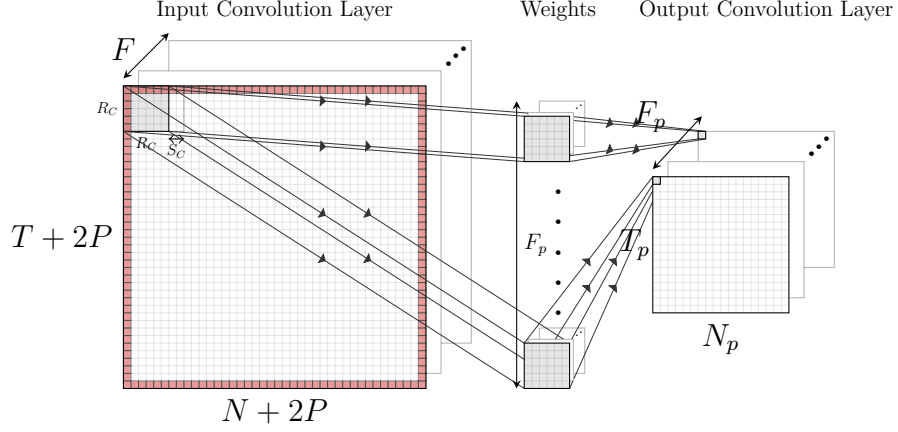 Input Convolution Layer
Weights
Output Convolution Layer
F
R_C
R_C
S_C
T + 2P
N + 2P
F_p
F_p
T_p
N_p